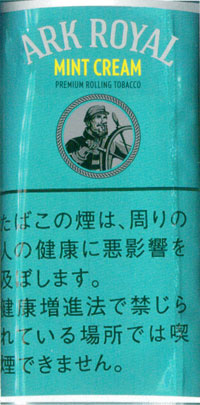 ARK ROYAL
MINT CREAM
PREMIUM ROLLING TOBACCO
たばこの煙は、周りの
人の健康に悪影響を
及ぼします。
健康増進法で禁じら
れている場所では喫
煙できません。